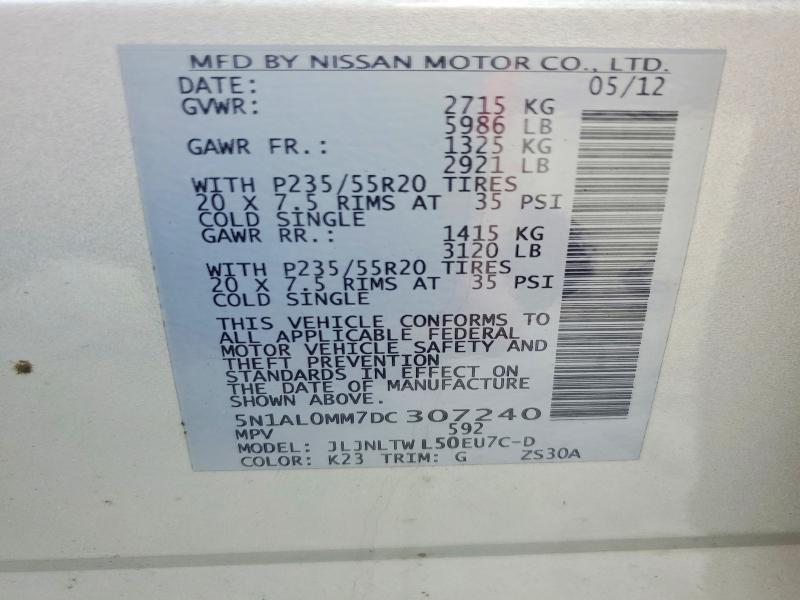 MFD BY NISSAN MOTOR CO., LTD.
DATE: 05/12
GVWR: 2715 KG
5986 LB
GAWR FR.: 1325 KG
2921 LB
WITH P235/55R20 TIRES
20 X 7.5 RIMS AT 35 PSI
COLD SINGLE
GAWR RR.: 1415 KG
3120 LB
WITH P235/55R20 TIRES
20 X 7.5 RIMS AT 35 PSI
COLD SINGLE
THIS VEHICLE CONFORMS TO
ALL APPLICABLE FEDERAL
MOTOR VEHICLE SAFETY AND
THEFT PREVENTION
STANDARDS IN EFFECT ON
THE DATE OF MANUFACTURE
SHOWN ABOVE.
5N1AL0MM7DC307240
MPV 592
MODEL: JLJNLTWL50EU7C-D
COLOR: K23 TRIM: G ZS30A